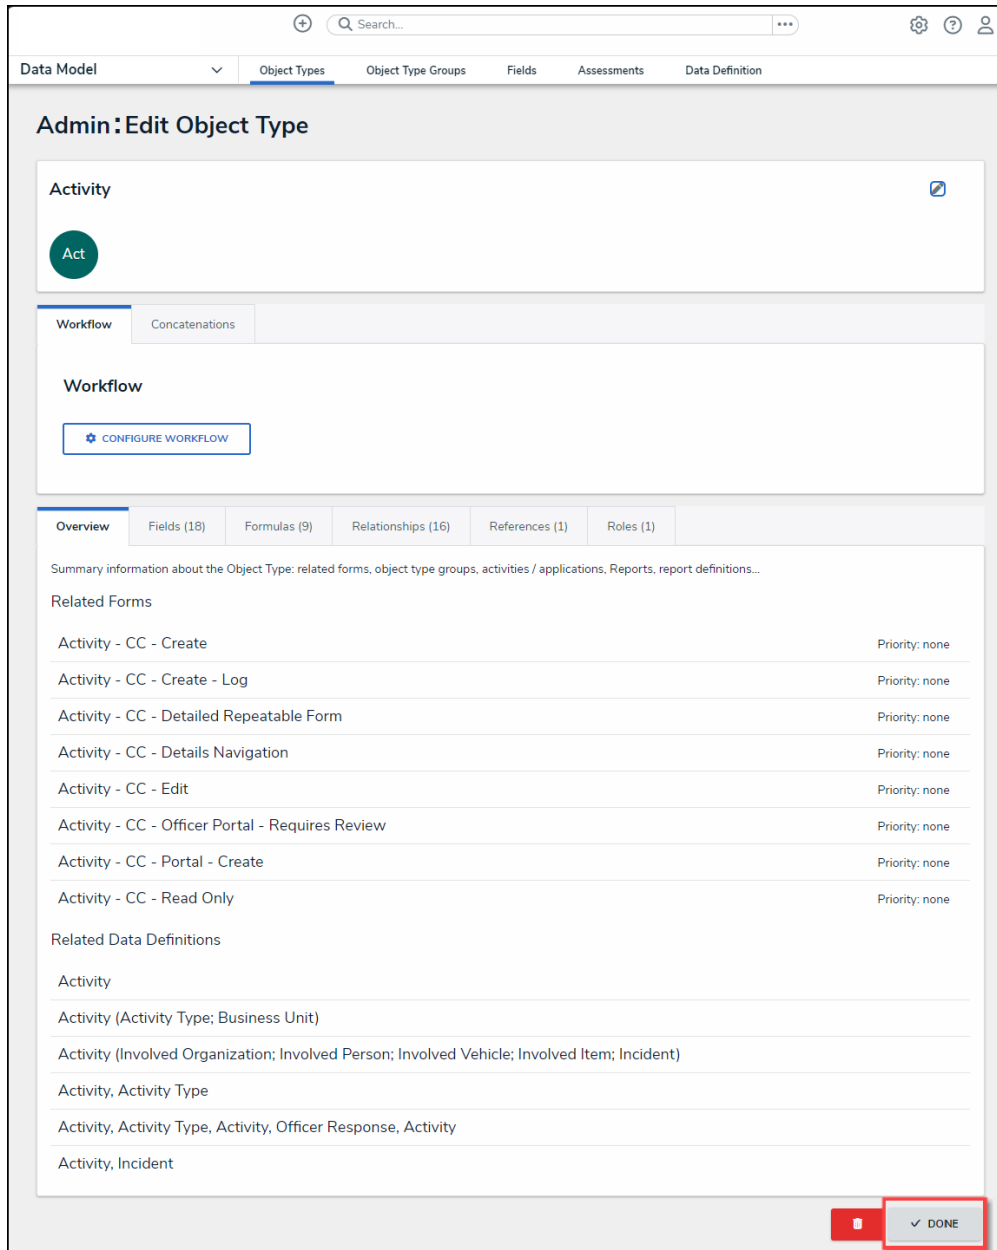 Search...
Data Model
Object Types
Object Type Groups
Fields
Assessments
Data Definition
Admin:Edit Object Type
Activity
Act
Workflow
Concatenations
Workflow
CONFIGURE WORKFLOW
Overview
Fields (18)
Formulas (9)
Relationships (16)
References (1)
Roles (1)
Summary information about the Object Type: related forms, object type groups, activities / applications, Reports, report definitions...
Related Forms
Activity - CC - Create
Priority: none
Activity - CC - Create - Log
Priority: none
Activity - CC - Detailed Repeatable Form
Priority: none
Activity - CC - Details Navigation
Priority: none
Activity - CC - Edit
Priority: none
Activity - CC - Officer Portal - Requires Review
Priority: none
Activity - CC - Portal - Create
Priority: none
Activity - CC - Read Only
Priority: none
Related Data Definitions
Activity
Activity (Activity Type; Business Unit)
Activity (Involved Organization; Involved Person; Involved Vehicle; Involved Item; Incident)
Activity, Activity Type
Activity, Activity Type, Activity, Officer Response, Activity
Activity, Incident
DONE